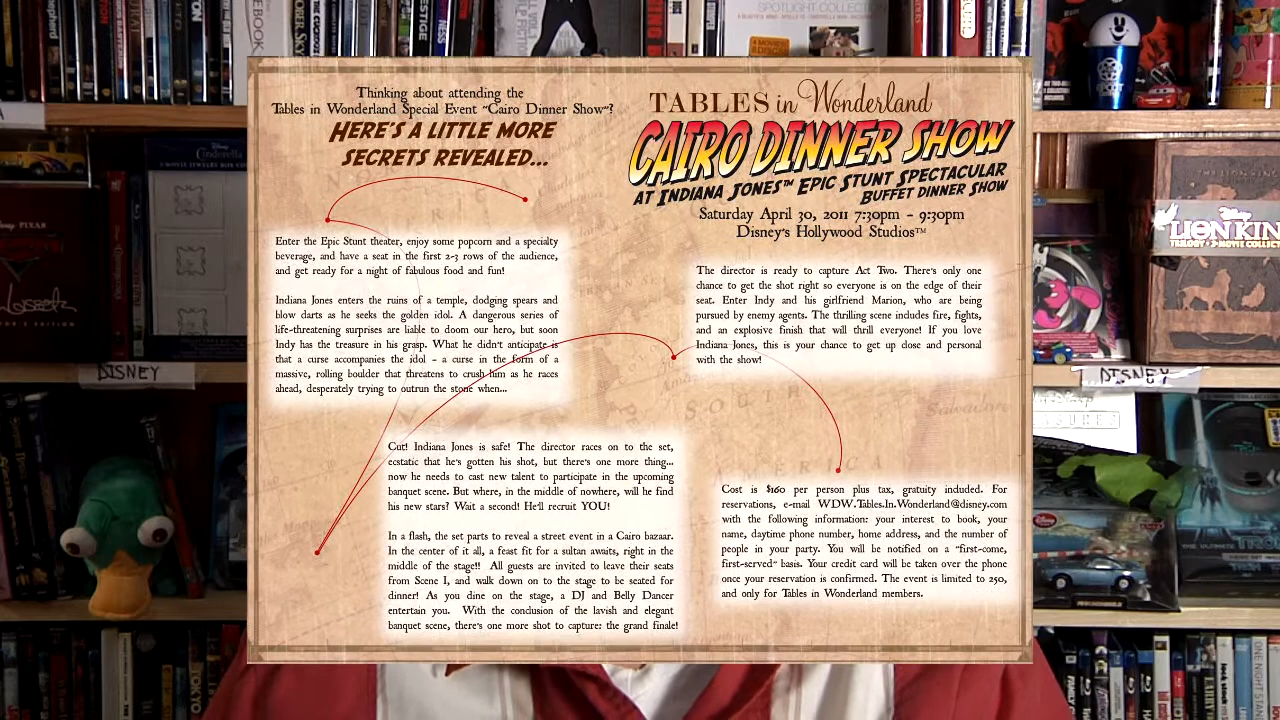 Thinking about attending the
Tables in Wonderland Special Event "Cairo Dinner Show"?
HERE'S A LITTLE MORE
SECRETS REVEALED...
Enter the Epic Stunt theater, enjoy some popcorn and a specialty
beverage, and have a seat in the first 2-3 rows of the audience,
and get ready for a night of fabulous food and fun!
Indiana Jones enters the ruins of a temple, dodging spears and
blow darts as he seeks the golden idol. A dangerous series of
life-threatening surprises are liable to doom our hero, but soon
Indy has the treasure in his grasp. What he didn't anticipate is
that a curse accompanies the idol - a curse in the form of a
massive, rolling boulder that threatens to crush him as he races
ahead, desperately trying to outrun the stone when...
Cut! Indiana Jones is safe! The director races on to the set,
ecstatic that he's gotten his shot, but there's one more thing...
now he needs to cast new talent to participate in the upcoming
banquet scene. But where, in the middle of nowhere, will he find
his new stars? Wait a second! He'll recruit YOU!
In a flash, the set parts to reveal a street event in a Cairo bazaar.
In the center of it all, a feast fit for a sultan awaits, right in the
middle of the stage!! All guests are invited to leave their seats
from Scene I, and walk down on to the stage to be seated for
dinner! As you dine on the stage, a DJ and Belly Dancer
entertain you. With the conclusion of the lavish and elegant
banquet scene, there's one more shot to capture: the grand finale!
TABLES in Wonderland
CAIRO DINNER SHOW
AT INDIANA JONES™ EPIC STUNT SPECTACULAR
BUFFET DINNER SHOW
Saturday April 30, 2011 7:30pm - 9:30pm
Disney's Hollywood Studios™
The director is ready to capture Act Two. There's only one
chance to get the shot right so everyone is on the edge of their
seat. Enter Indy and his girlfriend Marion, who are being
pursued by enemy agents. The thrilling scene includes fire, fights,
and an explosive finish that will thrill everyone! If you love
Indiana Jones, this is your chance to get up close and personal
with the show!
Cost is $160 per person plus tax, gratuity included. For
reservations, e-mail WDW.Tables.In.Wonderland@disney.com
with the following information: your interest to book, your
name, daytime phone number, home address, and the number of
people in your party. You will be notified on a "first-come,
first-served" basis. Your credit card will be taken over the phone
once your reservation is confirmed. The event is limited to 250,
and only for Tables in Wonderland members.
DISNEY
DISNEY
Cinderella
DISNEY PIXAR
LION KING
TRILOGY
SPOTLIGHT COLLECTION
TOKYO
FAMILY
ONE NIGHT STAND